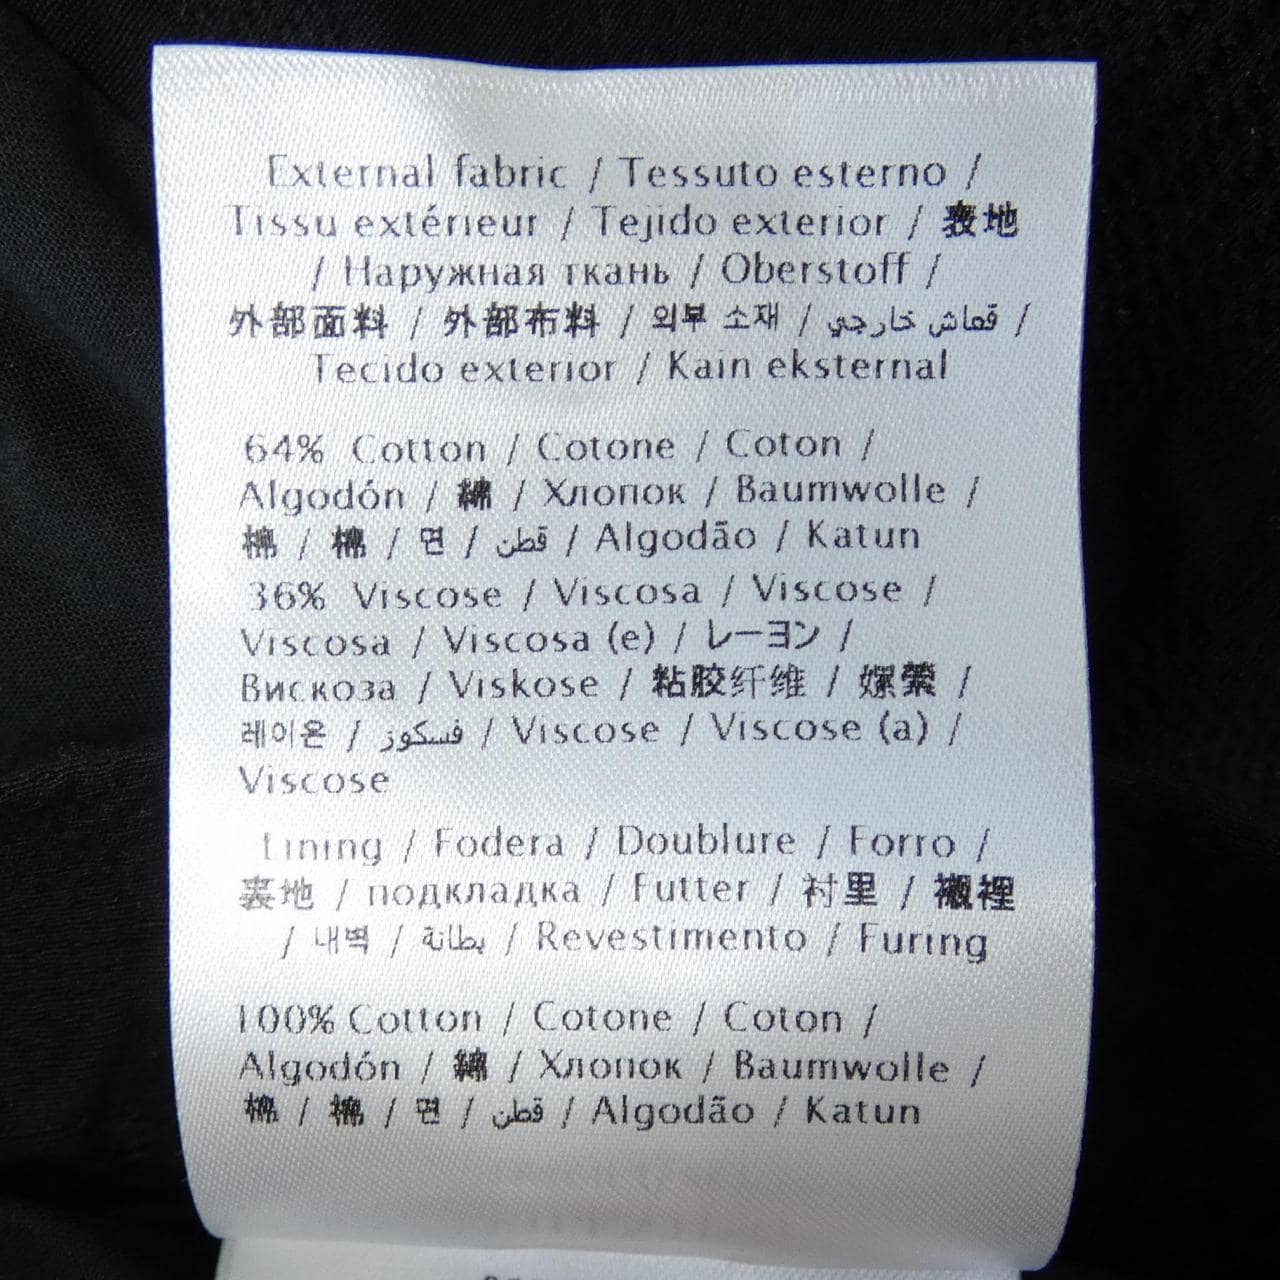 External fabric / Tessuto esterno /
Tissu extérieur / Tejido exterior / 表地
/ Наружная ткань / Oberstoff /
外部面料 / 外部布料 / 외부 소재 / قماش خارجي /
Tecido exterior / Kain eksternal
64% Cotton / Cotone / Coton /
Algodón / 綿 / Хлопок / Baumwolle /
棉 / 棉 / 면 / قطن / Algodão / Katun
36% Viscose / Viscosa / Viscose /
Viscosa / Viscosa (e) / レーヨン /
Вискоза / Viskose / 粘胶纤维 / 嫘縈 /
레이온 / فسكوز / Viscose / Viscose (a) /
Viscose
Lining / Fodera / Doublure / Forro /
裏地 / подкладка / Futter / 衬里 / 襯裡
/ 내벽 / بطانة / Revestimento / Furing
100% Cotton / Cotone / Coton /
Algodón / 綿 / Хлопок / Baumwolle /
棉 / 棉 / 면 / قطن / Algodão / Katun